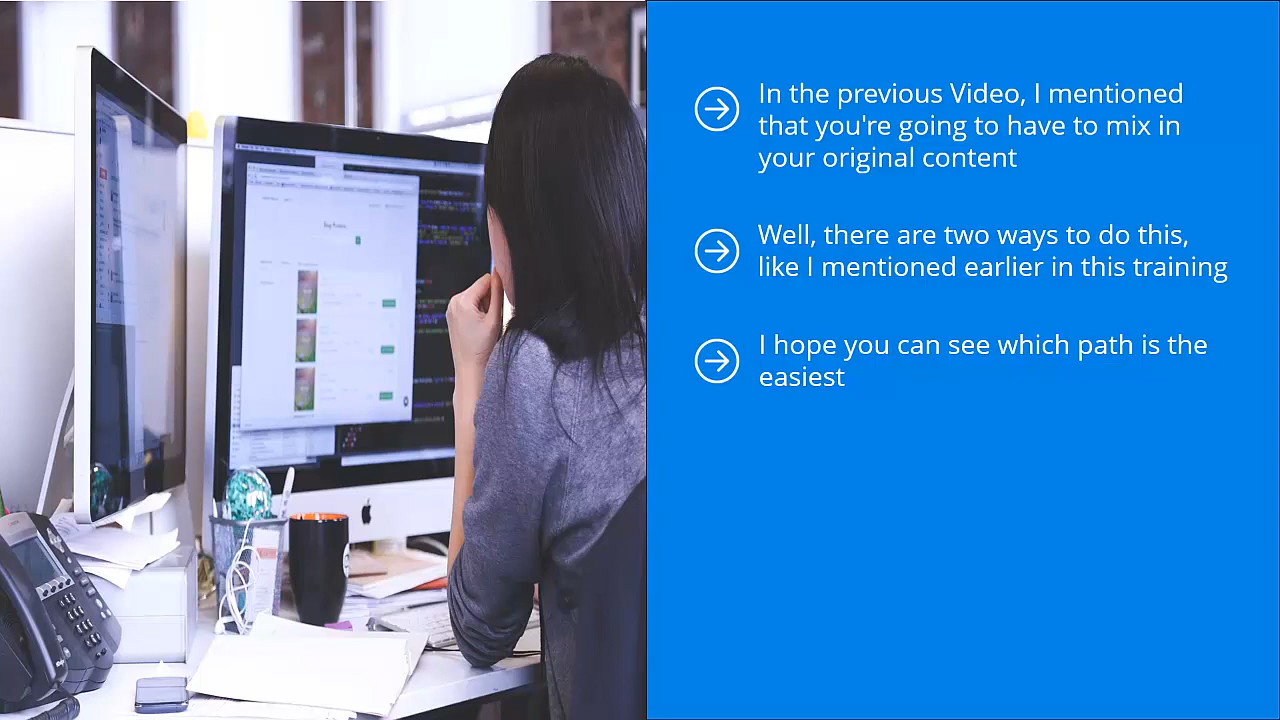 In the previous Video, I mentioned
that you're going to have to mix in
your original content
Well, there are two ways to do this,
like I mentioned earlier in this training
I hope you can see which path is the
easiest